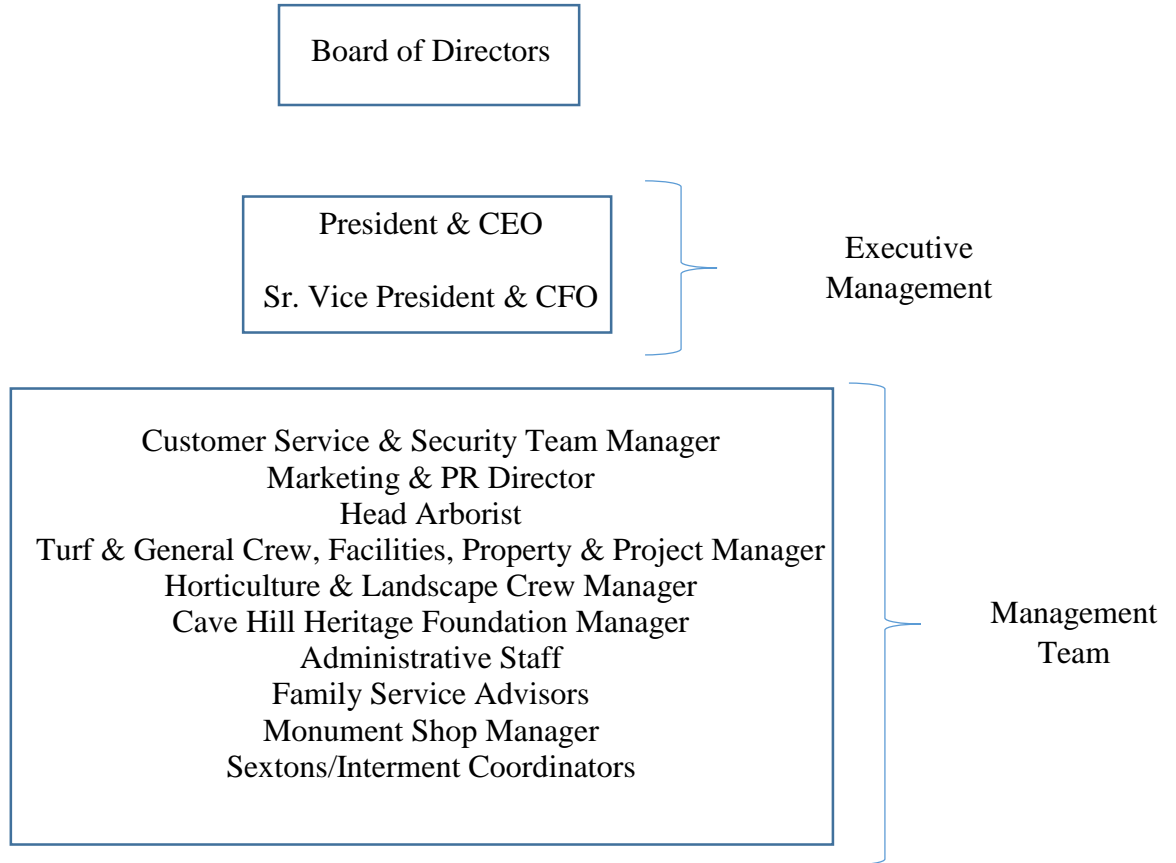 Board of Directors
President & CEO
Sr. Vice President & CFO
Executive
Management
Customer Service & Security Team Manager
Marketing & PR Director
Head Arborist
Turf & General Crew, Facilities, Property & Project Manager
Horticulture & Landscape Crew Manager
Cave Hill Heritage Foundation Manager
Administrative Staff
Family Service Advisors
Monument Shop Manager
Sextons/Interment Coordinators
Management
Team